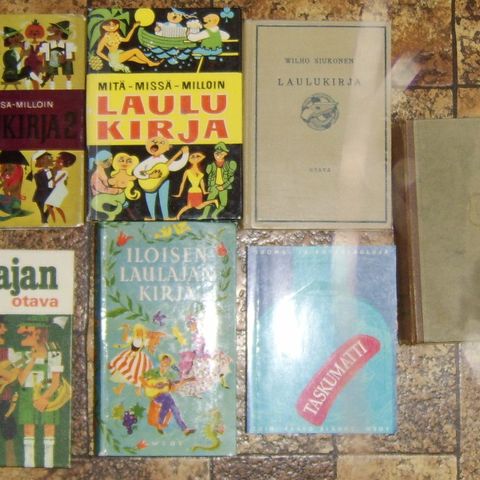 SSÄ-MILLOIN
KIRJA 2
MITÄ-MISSÄ-MILLOIN
LAULU
KIRJA
WILHO SIUKONEN
LAULUKIRJA
OTAVA
ajan
otava
ILOISEN
LAULAJAN
KIRJA
WSOY
TASKUMATTI